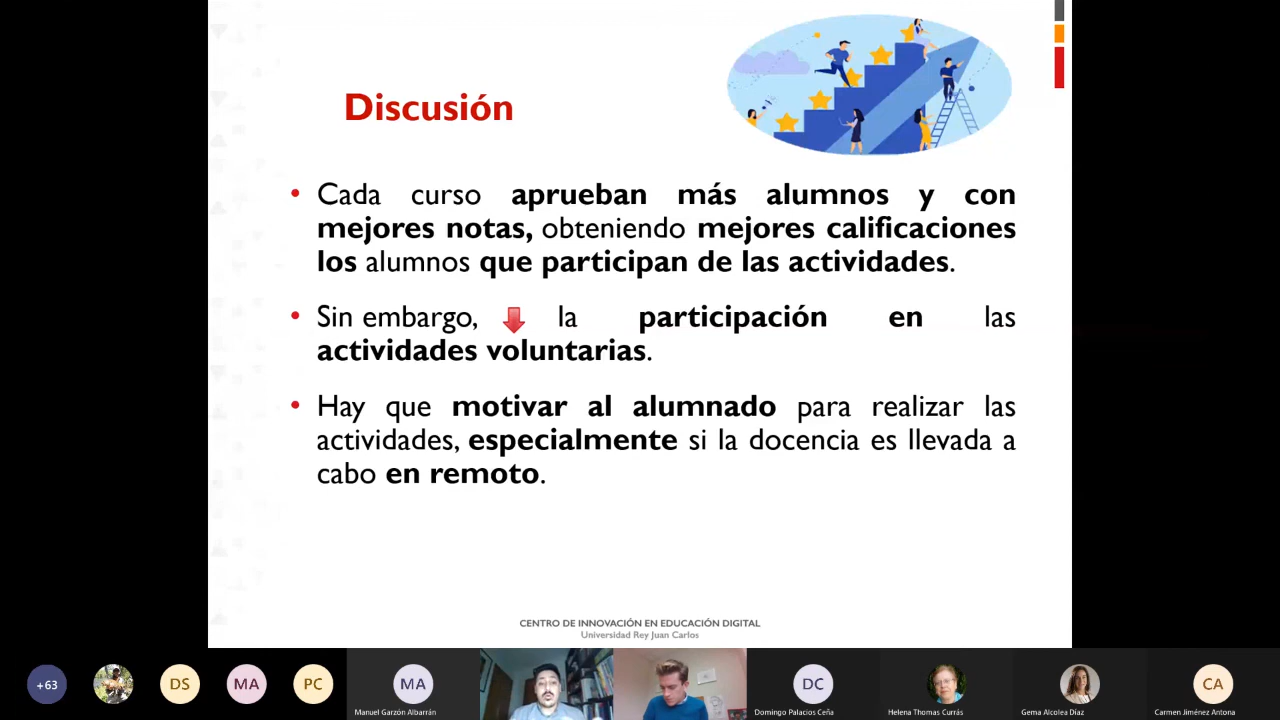 Discusión
• Cada curso aprueban más alumnos y con
mejores notas, obteniendo mejores calificaciones
los alumnos que participan de las actividades.
• Sin embargo, la participación en las
actividades voluntarias.
• Hay que motivar al alumnado para realizar las
actividades, especialmente si la docencia es llevada a
cabo en remoto.
CENTRO DE INNOVACIÓN EN EDUCACIÓN DIGITAL
Universidad Rey Juan Carlos
+63
DS
MA
PC
MA
DC
CA
Manuel Garzón Albarrán
Domingo Palacios Ceña
Helena Thomas Currás
Gema Alcolea Díaz
Carmen Jiménez Antona